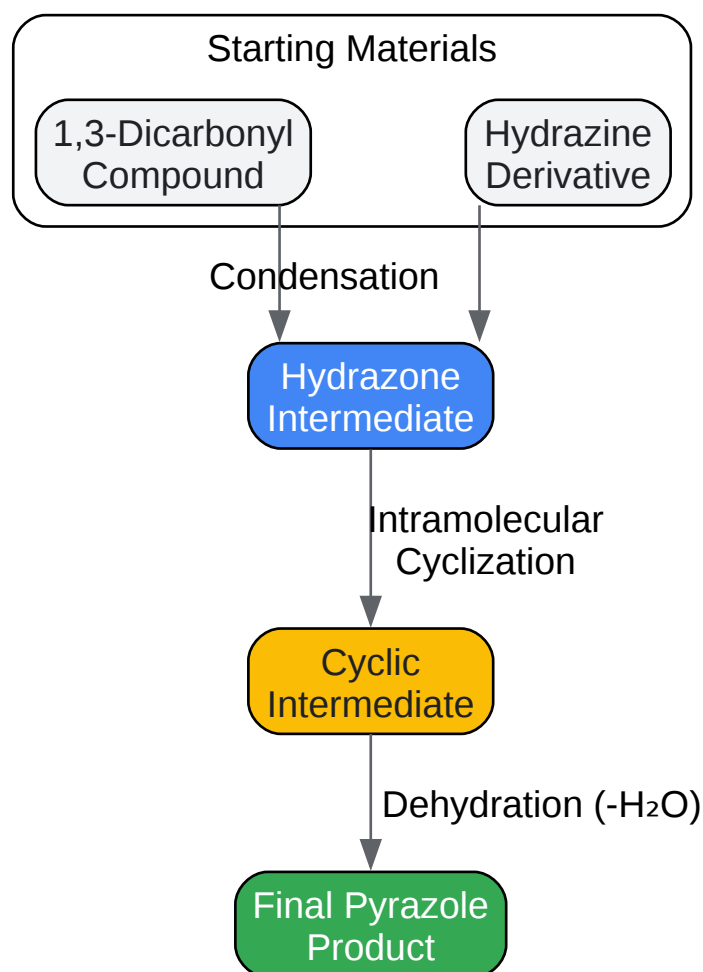 Starting Materials
1,3-Dicarbonyl
Compound
Hydrazine
Derivative
Condensation
Hydrazone
Intermediate
Intramolecular
Cyclization
Cyclic
Intermediate
Dehydration (-H₂O)
Final Pyrazole
Product